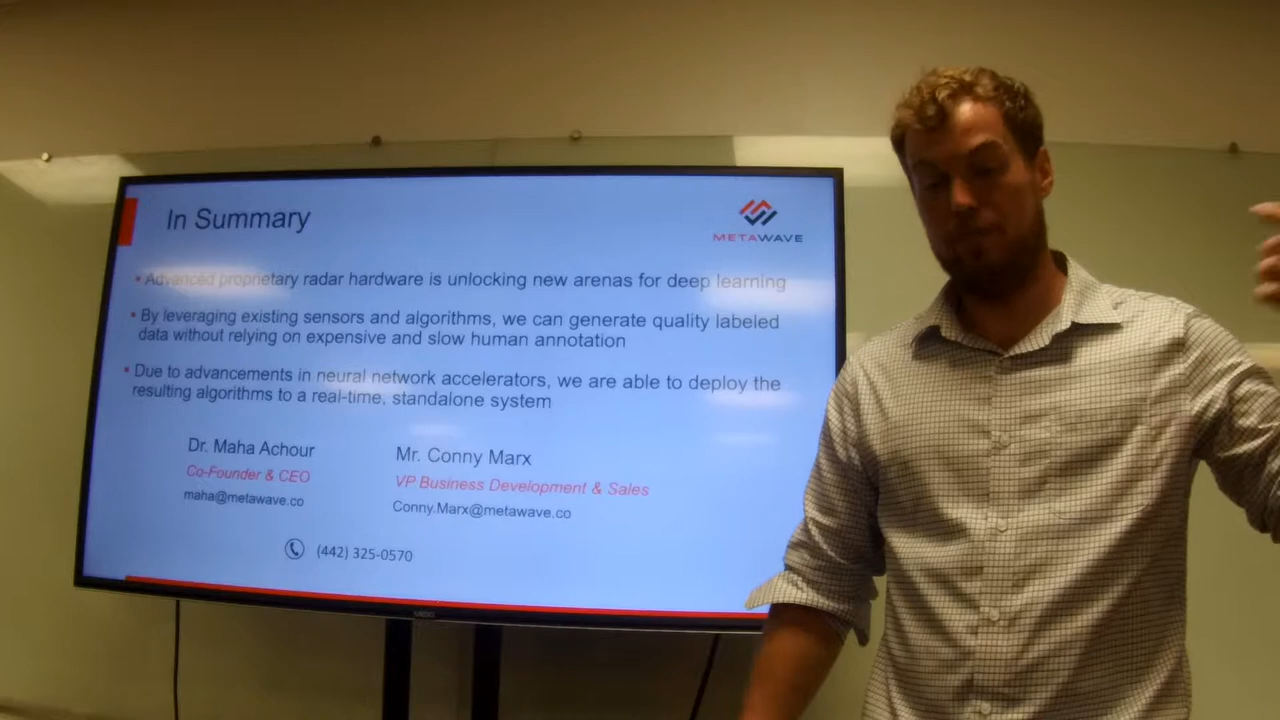 In Summary
METAWAVE
Advanced proprietary radar hardware is unlocking new arenas for deep learning
By leveraging existing sensors and algorithms, we can generate quality labeled
data without relying on expensive and slow human annotation
Due to advancements in neural network accelerators, we are able to deploy the
resulting algorithms to a real-time, standalone system
Dr. Maha Achour
Co-Founder & CEO
maha@metawave.co
Mr. Conny Marx
VP Business Development & Sales
Conny.Marx@metawave.co
(442) 325-0570